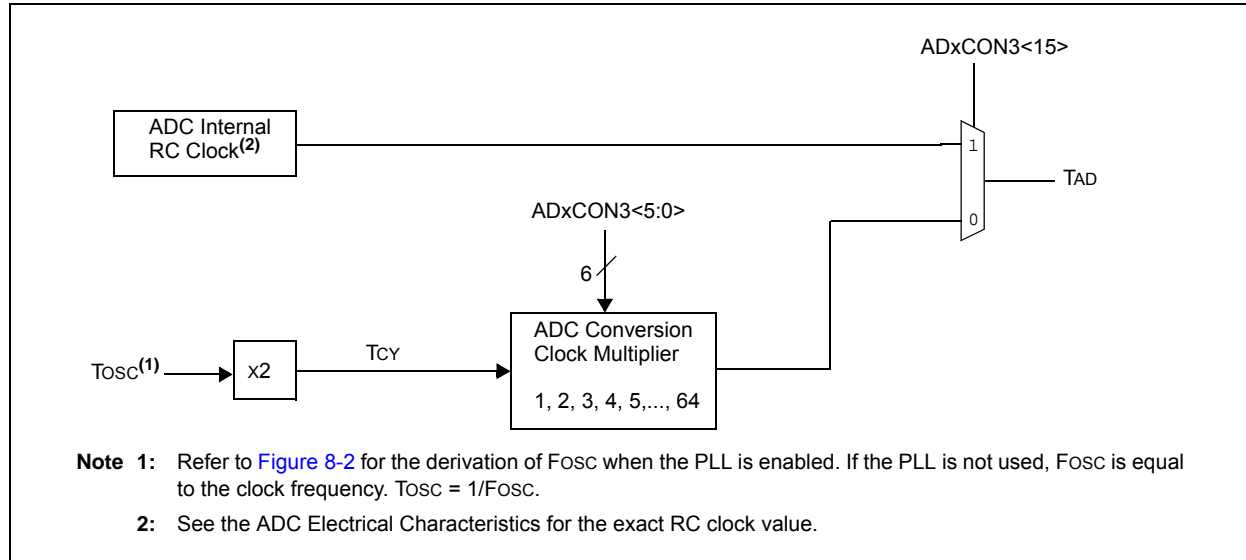 ADxCON3<15>
ADC Internal
RC Clock(2)
1
TAD
ADxCON3<5:0>
0
6
ADC Conversion
Clock Multiplier
TOSC(1)
x2
TCY
1, 2, 3, 4, 5,..., 64
Note 1: Refer to Figure 8-2 for the derivation of FOSC when the PLL is enabled. If the PLL is not used, FOSC is equal
to the clock frequency. TOSC = 1/FOSC.
2: See the ADC Electrical Characteristics for the exact RC clock value.